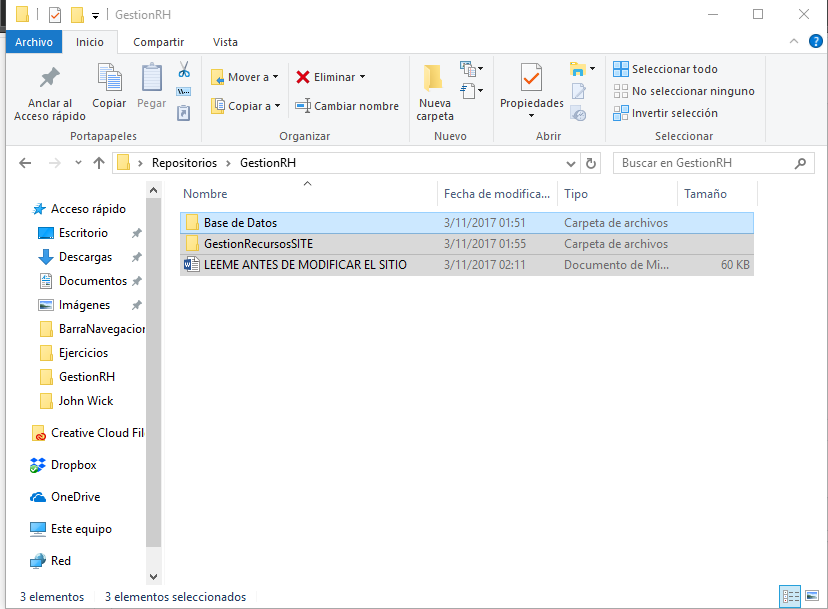 GestionRH
Archivo Inicio Compartir Vista
Anclar al Acceso rápido
Copiar
Pegar
Portapapeles
Mover a
Copiar a
Eliminar
Cambiar nombre
Organizar
Nueva carpeta
Nuevo
Propiedades
Abrir
Seleccionar todo
No seleccionar ninguno
Invertir selección
Seleccionar
Repositorios > GestionRH
Buscar en GestionRH
Acceso rápido
Escritorio
Descargas
Documentos
Imágenes
BarraNavegacion
Ejercicios
GestionRH
John Wick
Creative Cloud Fil
Dropbox
OneDrive
Este equipo
Red
Nombre Fecha de modifica... Tipo Tamaño
Base de Datos 3/11/2017 01:51 Carpeta de archivos
GestionRecursosSITE 3/11/2017 01:55 Carpeta de archivos
LEEME ANTES DE MODIFICAR EL SITIO 3/11/2017 02:11 Documento de Mi... 60 KB
3 elementos 3 elementos seleccionados